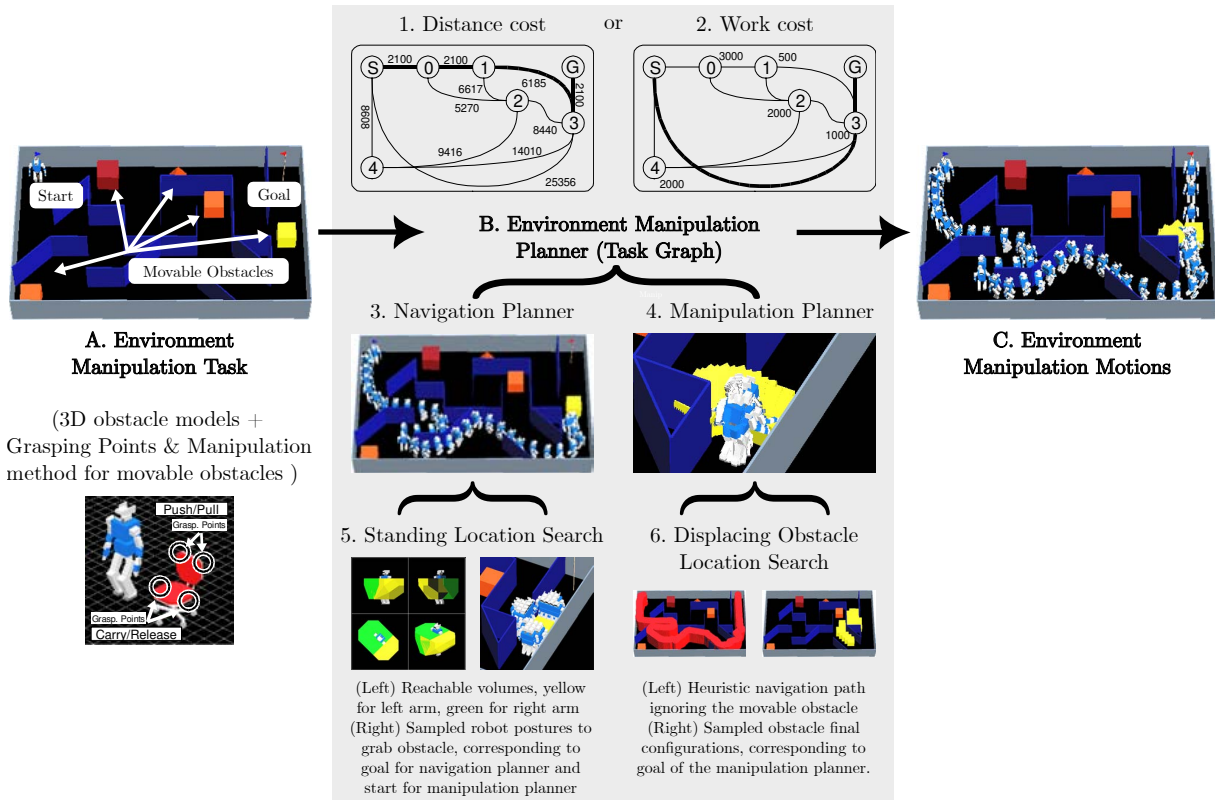 1. Distance cost
or
2. Work cost
S
2100
0
2100
1
G
6617
6185
2100
5270
2
8608
8440
3
9416
14010
4
25356
S
3000
0
1
500
G
2
2000
3
1000
4
2000
Start
Goal
Movable Obstacles
A. Environment
Manipulation Task
(3D obstacle models +
Grasping Points & Manipulation
method for movable obstacles )
Push/Pull
Grasp. Points
Grasp. Points
Carry/Release
B. Environment Manipulation
Planner (Task Graph)
3. Navigation Planner
4. Manipulation Planner
5. Standing Location Search
6. Displacing Obstacle
Location Search
(Left) Reachable volumes, yellow
for left arm, green for right arm
(Right) Sampled robot postures to
grab obstacle, corresponding to
goal for navigation planner and
start for manipulation planner
(Left) Heuristic navigation path
ignoring the movable obstacle
(Right) Sampled obstacle final
configurations, corresponding to
goal of the manipulation planner.
C. Environment
Manipulation Motions